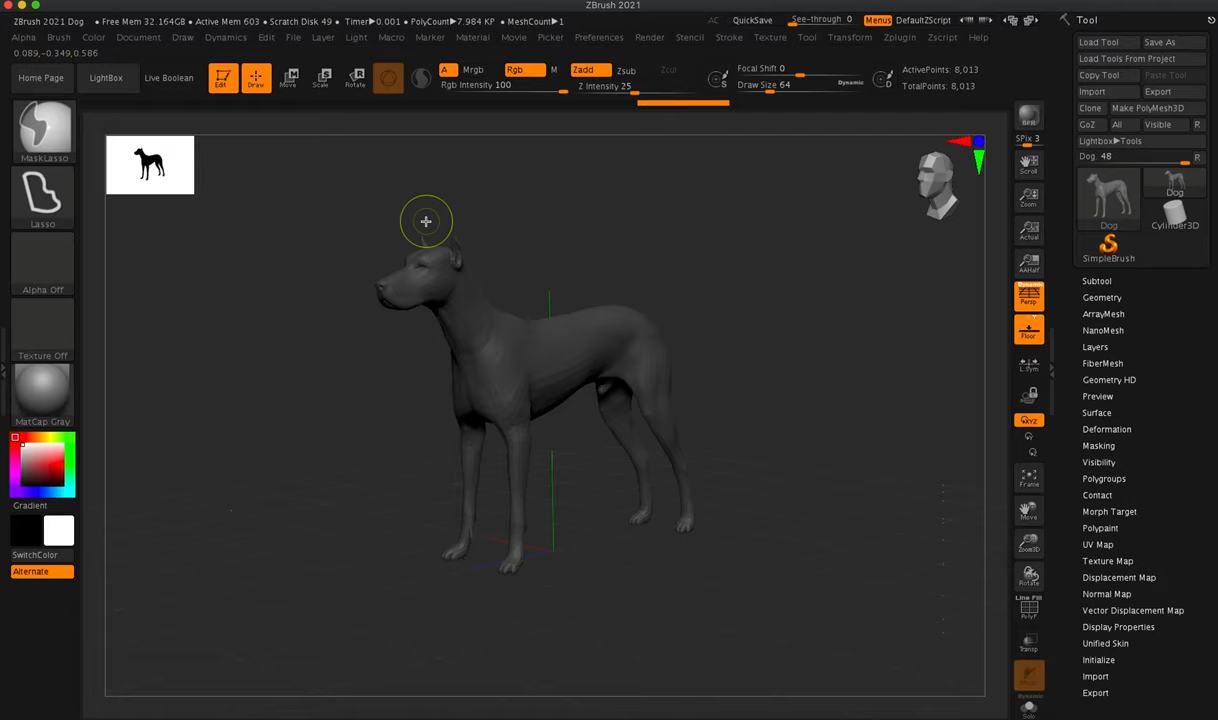 ZBrush 2021
ZBrush 2021 Dog • Free Mem 32.164GB • Active Mem 603 • Scratch Disk 49 • Timer▶0.001 • PolyCount▶7.984 KP • MeshCount▶1
AC QuickSave See-through 0 Menus DefaultZScript
Alpha Brush Color Document Draw Dynamics Edit File Layer Light Macro Marker Material Movie Picker Preferences Render Stencil Stroke Texture Tool Transform Zplugin Zscript Help
0.089,-0.349,0.586
Home Page LightBox Live Boolean Edit Draw Move Scale Rotate
A Mrgb Rgb M Zadd Zsub Zcut
Rgb Intensity 100 Z Intensity 25
S Focal Shift 0
Draw Size 64 Dynamic D
ActivePoints: 8,013
TotalPoints: 8,013
MaskLasso
Lasso
Alpha Off
Texture Off
MatCap Gray
Gradient
SwitchColor
Alternate
BPR
SPix 3
Scroll
Zoom
Actual
AAHalf
Dynamic
Persp
Floor
L.Sym
XYZ
Frame
Move
Zoom3D
Rotate
Line Fill
PolyF
Transp
Dynamic
Solo
Tool
Load Tool Save As
Load Tools From Project
Copy Tool Paste Tool
Import Export
Clone Make PolyMesh3D
GoZ All Visible R
Lightbox▶Tools
Dog. 48 R
Dog Dog
Cylinder3D
SimpleBrush
Subtool
Geometry
ArrayMesh
NanoMesh
Layers
FiberMesh
Geometry HD
Preview
Surface
Deformation
Masking
Visibility
Polygroups
Contact
Morph Target
Polypaint
UV Map
Texture Map
Displacement Map
Normal Map
Vector Displacement Map
Display Properties
Unified Skin
Initialize
Import
Export